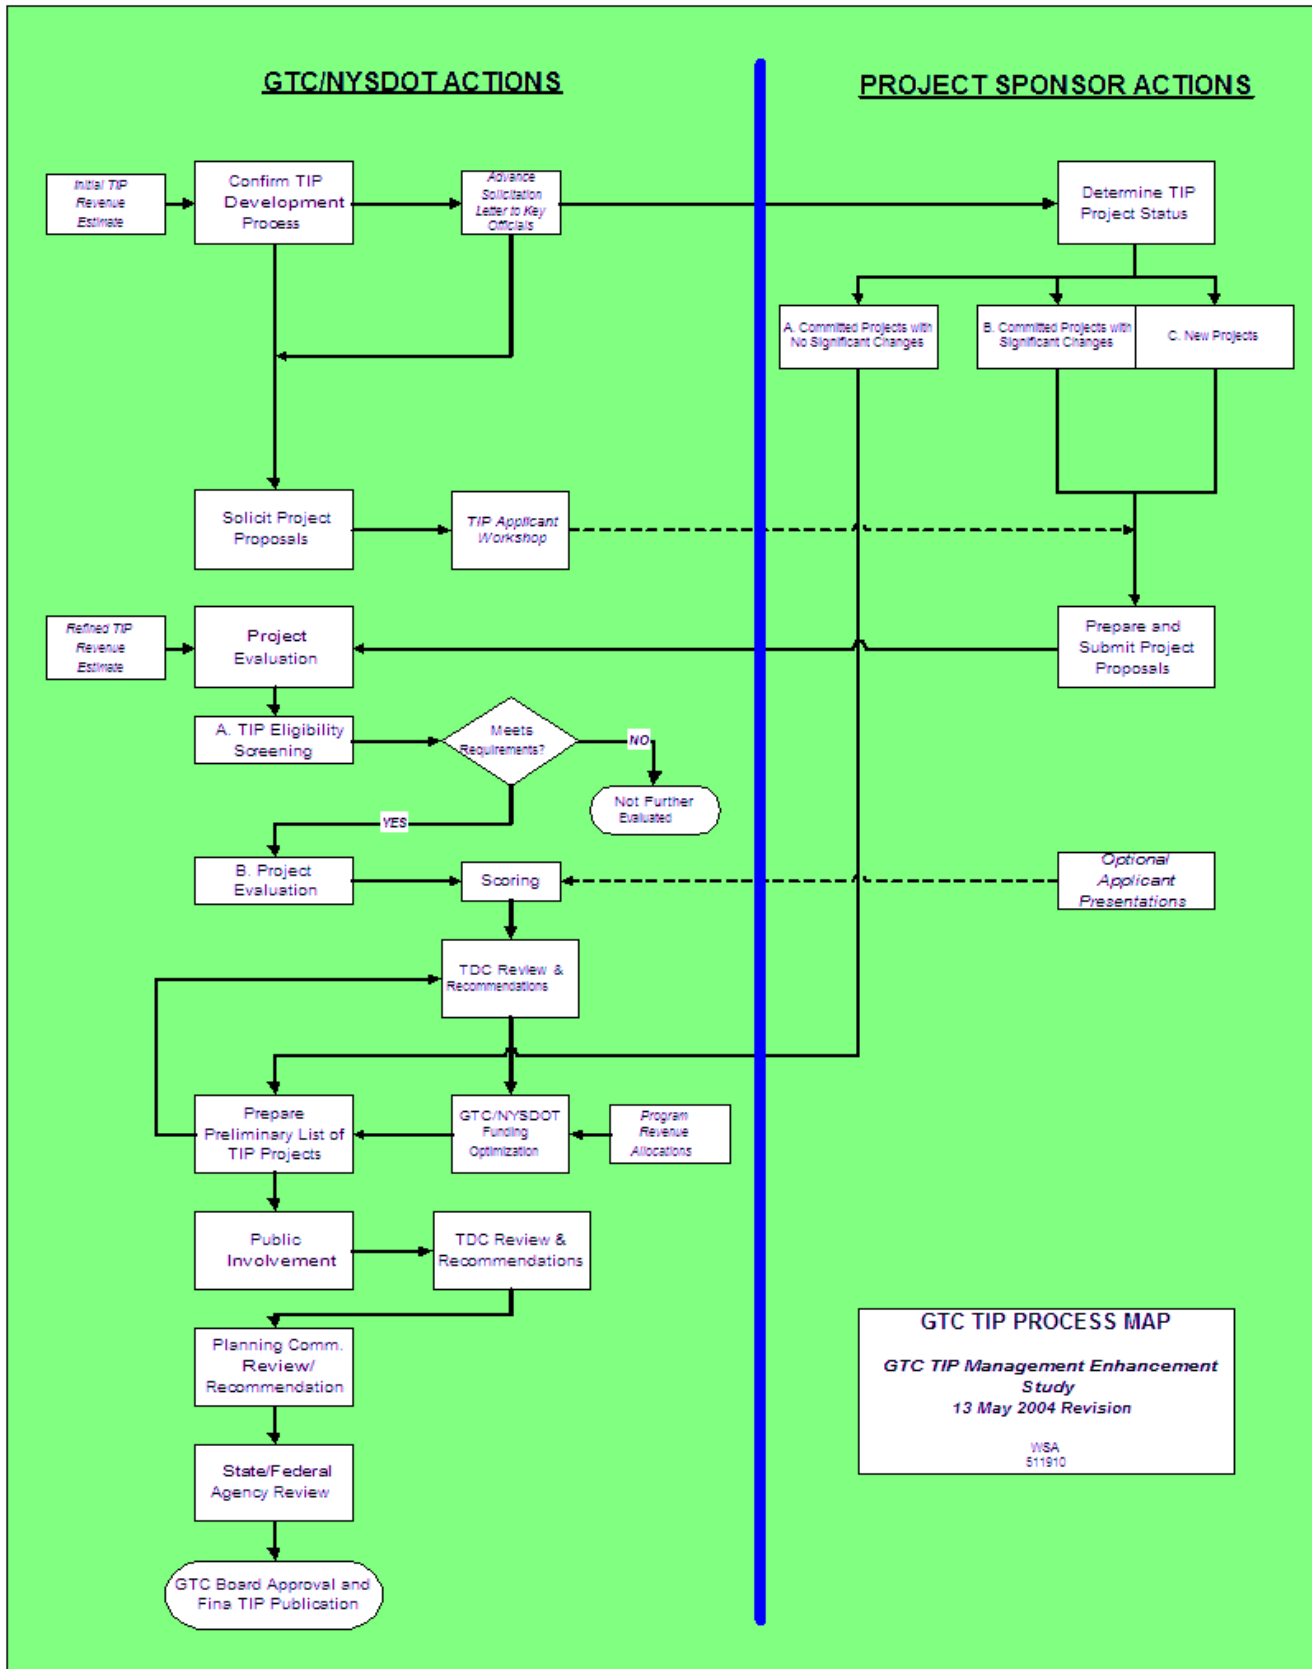 GTC/NYSDOT ACTIONS
PROJECT SPONSOR ACTIONS
Initial TIP
Revenue
Estimate
Confirm TIP
Development
Process
Advance
Solicitation
Letter to Key
Officials
Determine TIP
Project Status
A. Committed Projects with
No Significant Changes
B. Committed Projects with
Significant Changes
C. New Projects
Solicit Project
Proposals
TIP Applicant
Workshop
Refined TIP
Revenue
Estimate
Project
Evaluation
Prepare and
Submit Project
Proposals
A. TIP Eligibility
Screening
Meets
Requirements?
NO
Not Further
Evaluated
YES
B. Project
Evaluation
Scoring
Optional
Applicant
Presentations
TDC Review &
Recommendations
Prepare
Preliminary List of
TIP Projects
GTC/NYSDOT
Funding
Optimization
Program
Revenue
Allocations
Public
Involvement
TDC Review &
Recommendations
Planning Comm.
Review/
Recommendation
State/Federal
Agency Review
GTC Board Approval and
Fina TIP Publication
GTC TIP PROCESS MAP
GTC TIP Management Enhancement
Study
13 May 2004 Revision
WSA
511910